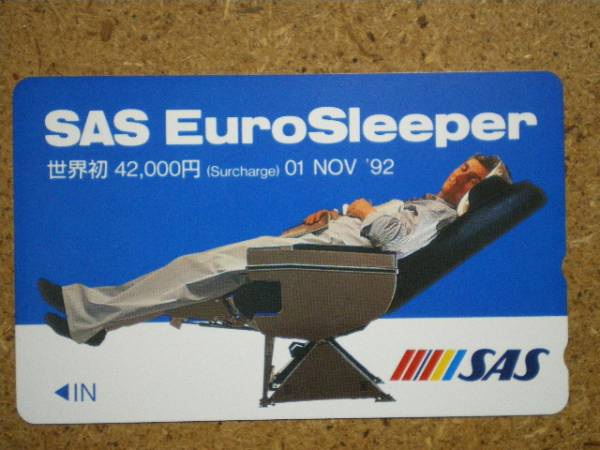 SAS EuroSleeper
世界初 42,000円 (Surcharge) 01 NOV '92
SAS
◀IN